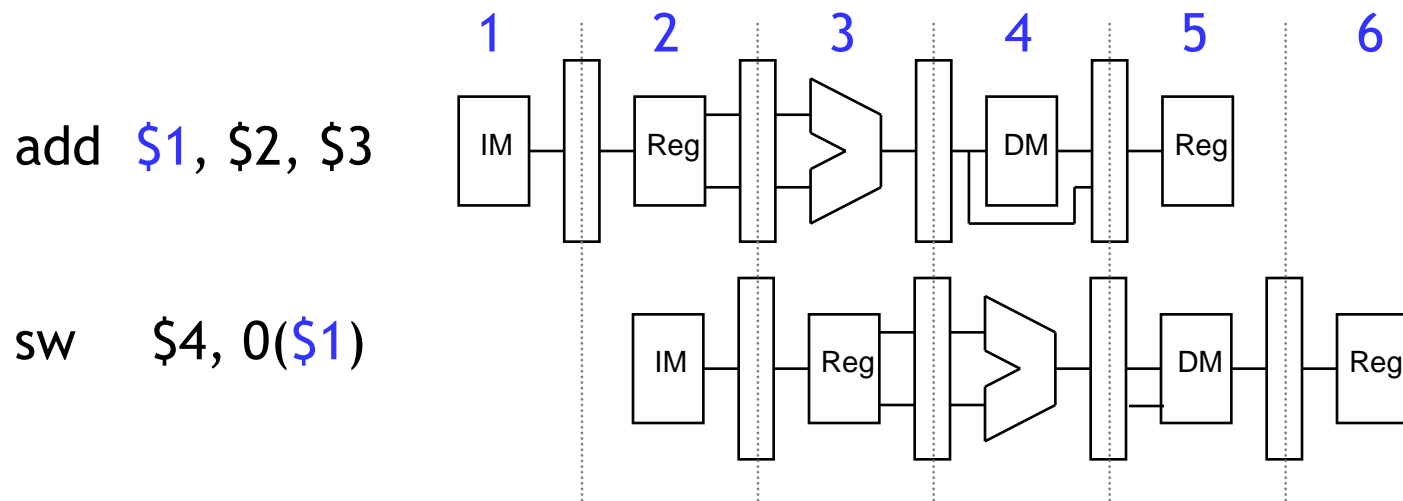 1 2 3 4 5 6
add $1, $2, $3 IM Reg DM Reg
sw $4, 0($1) IM Reg DM Reg